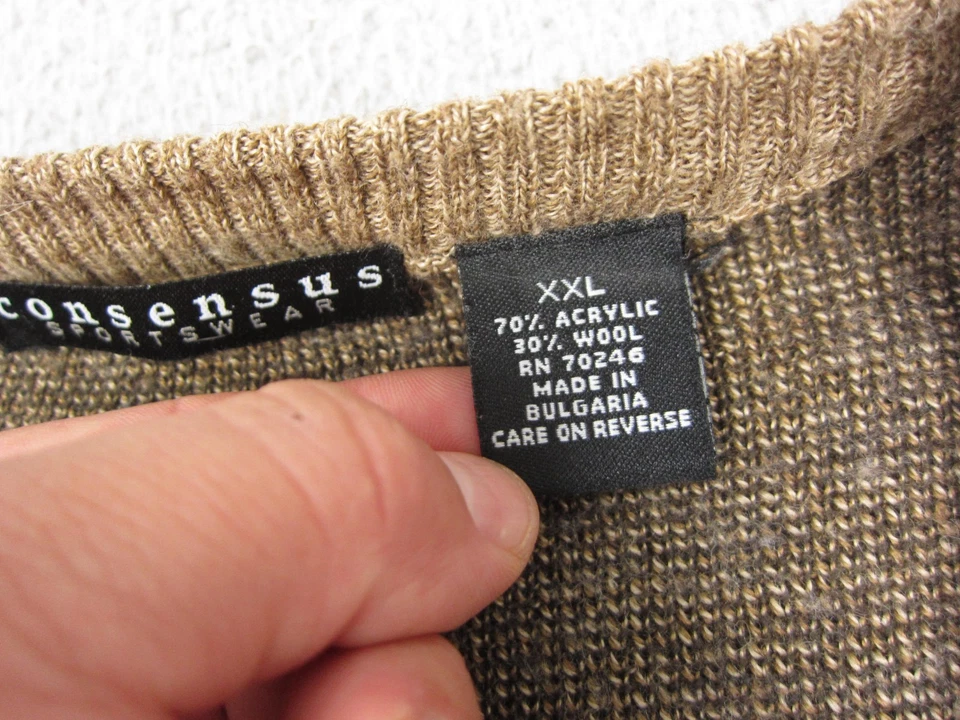 consensus
SPORTSWEAR
XXL
70% ACRYLIC
30% WOOL
RN 70246
MADE IN
BULGARIA
CARE ON REVERSE